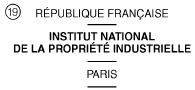 (19) RÉPUBLIQUE FRANÇAISE
INSTITUT NATIONAL
DE LA PROPRIÉTÉ INDUSTRIELLE
PARIS